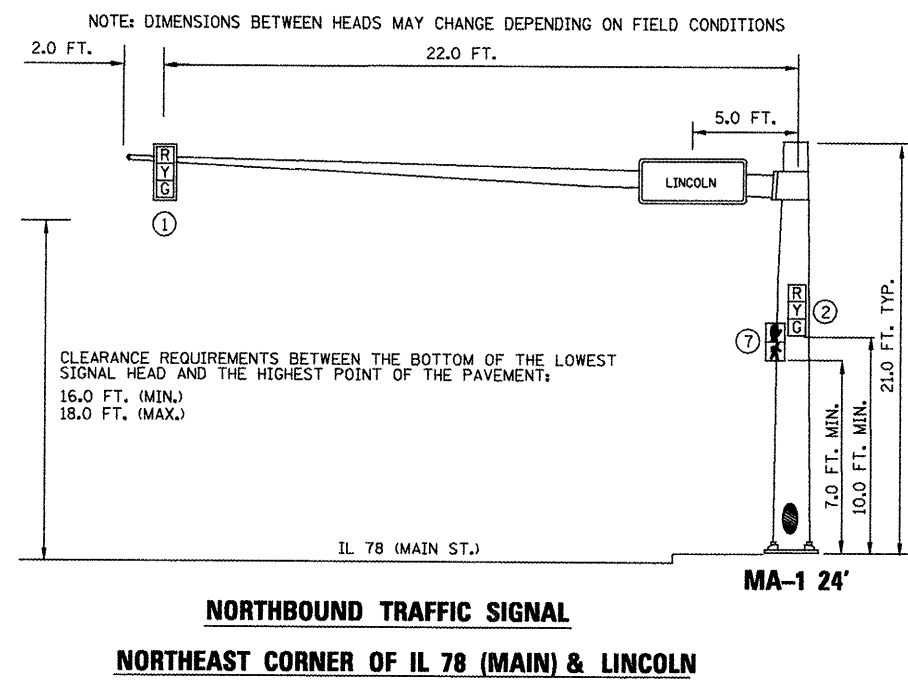 NOTE: DIMENSIONS BETWEEN HEADS MAY CHANGE DEPENDING ON FIELD CONDITIONS
2.0 FT.
22.0 FT.
5.0 FT.
R
Y
G
LINCOLN
1
R
Y
G
2
7
21.0 FT. TYP.
CLEARANCE REQUIREMENTS BETWEEN THE BOTTOM OF THE LOWEST
SIGNAL HEAD AND THE HIGHEST POINT OF THE PAVEMENT:
16.0 FT. (MIN.)
18.0 FT. (MAX.)
7.0 FT. MIN.
10.0 FT. MIN.
IL 78 (MAIN ST.)
MA-1 24'
NORTHBOUND TRAFFIC SIGNAL
NORTHEAST CORNER OF IL 78 (MAIN) & LINCOLN